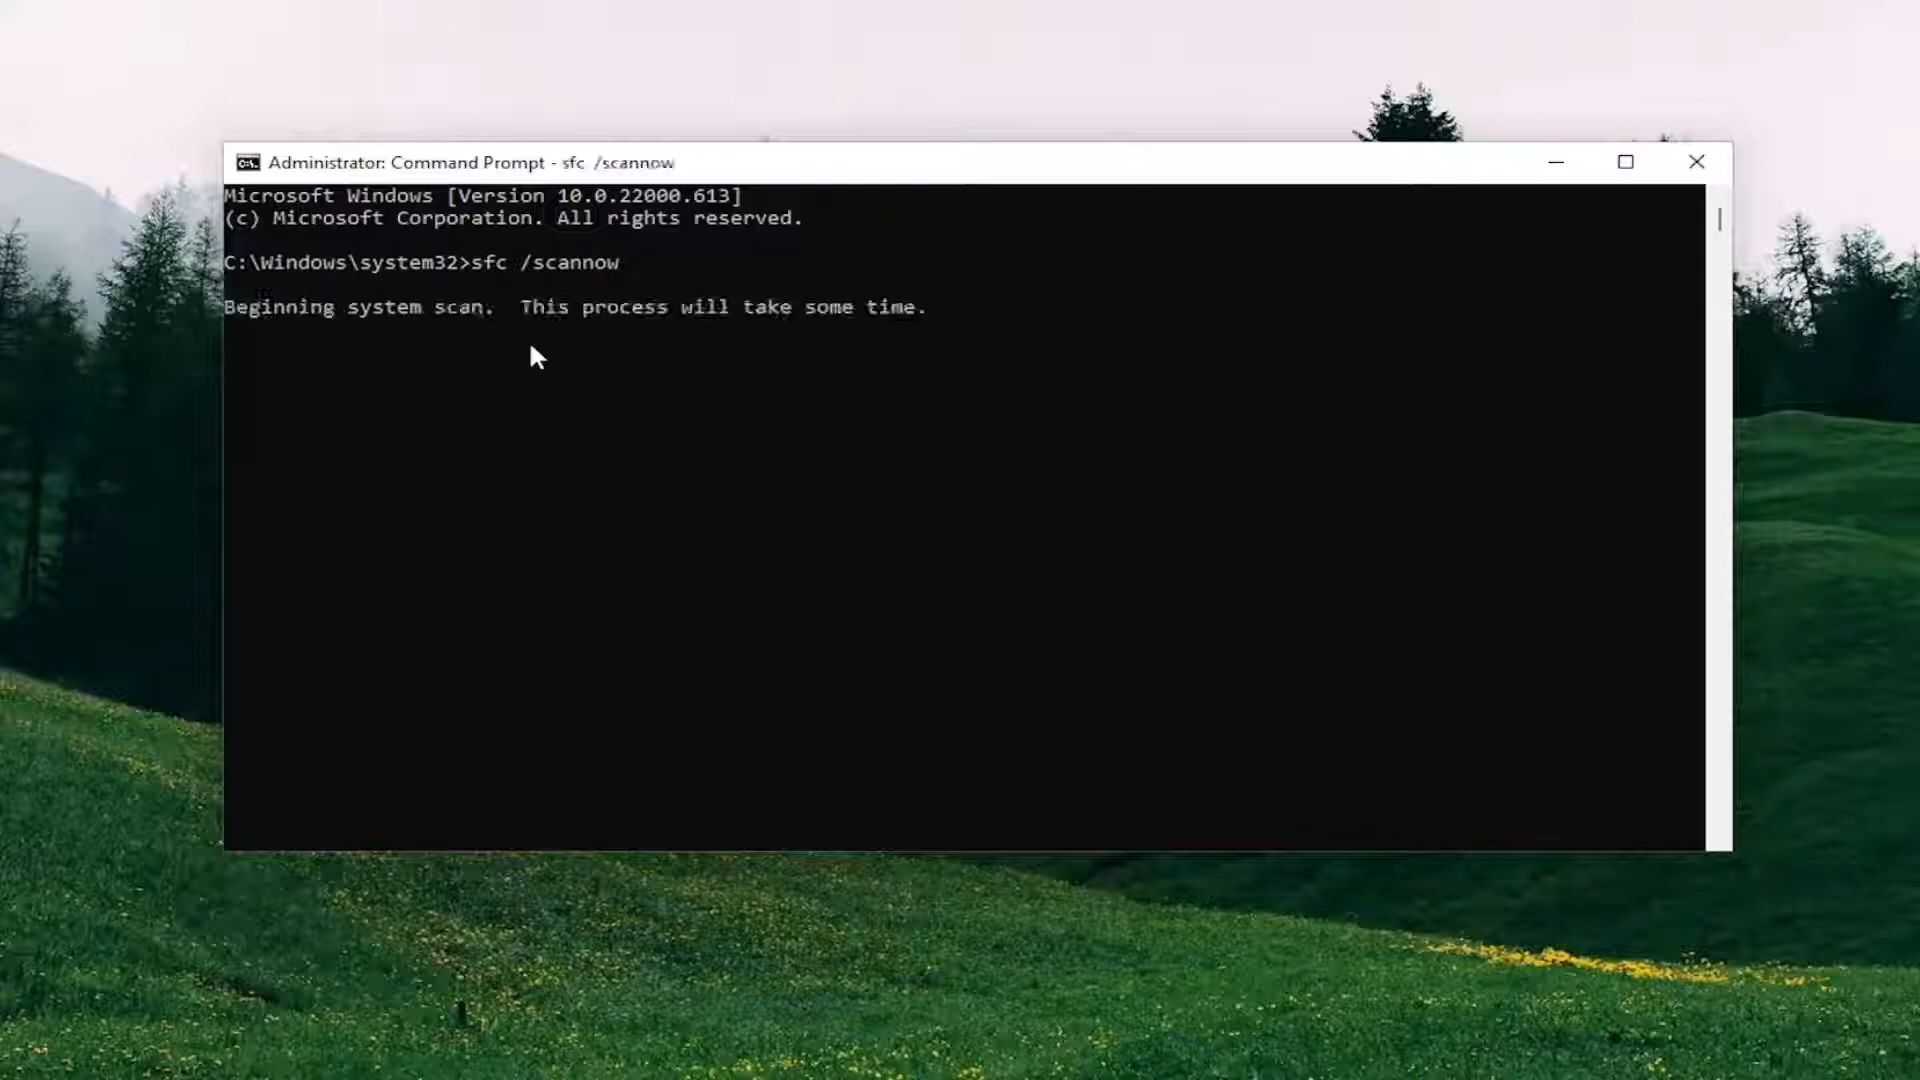 Administrator: Command Prompt - sfc /scannow
Microsoft Windows [Version 10.0.22000.613]
(c) Microsoft Corporation. All rights reserved.
C:\Windows\system32>sfc /scannow
Beginning system scan.  This process will take some time.